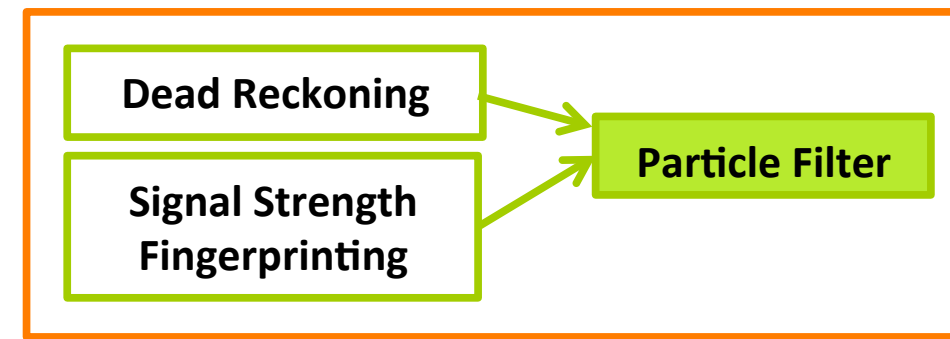 Dead Reckoning
Signal Strength
Fingerprinting
Particle Filter